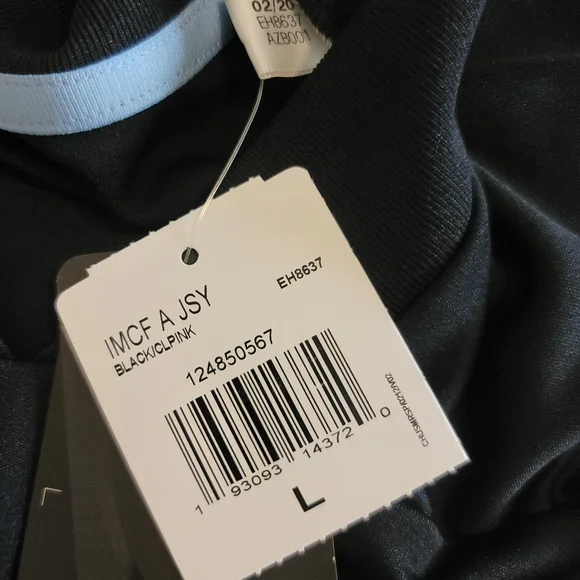 02/20
EH8637
AZB001
IMCF A JSY
EH8637
BLACK/CLPINK
124850567
1 93093 14372 0
L